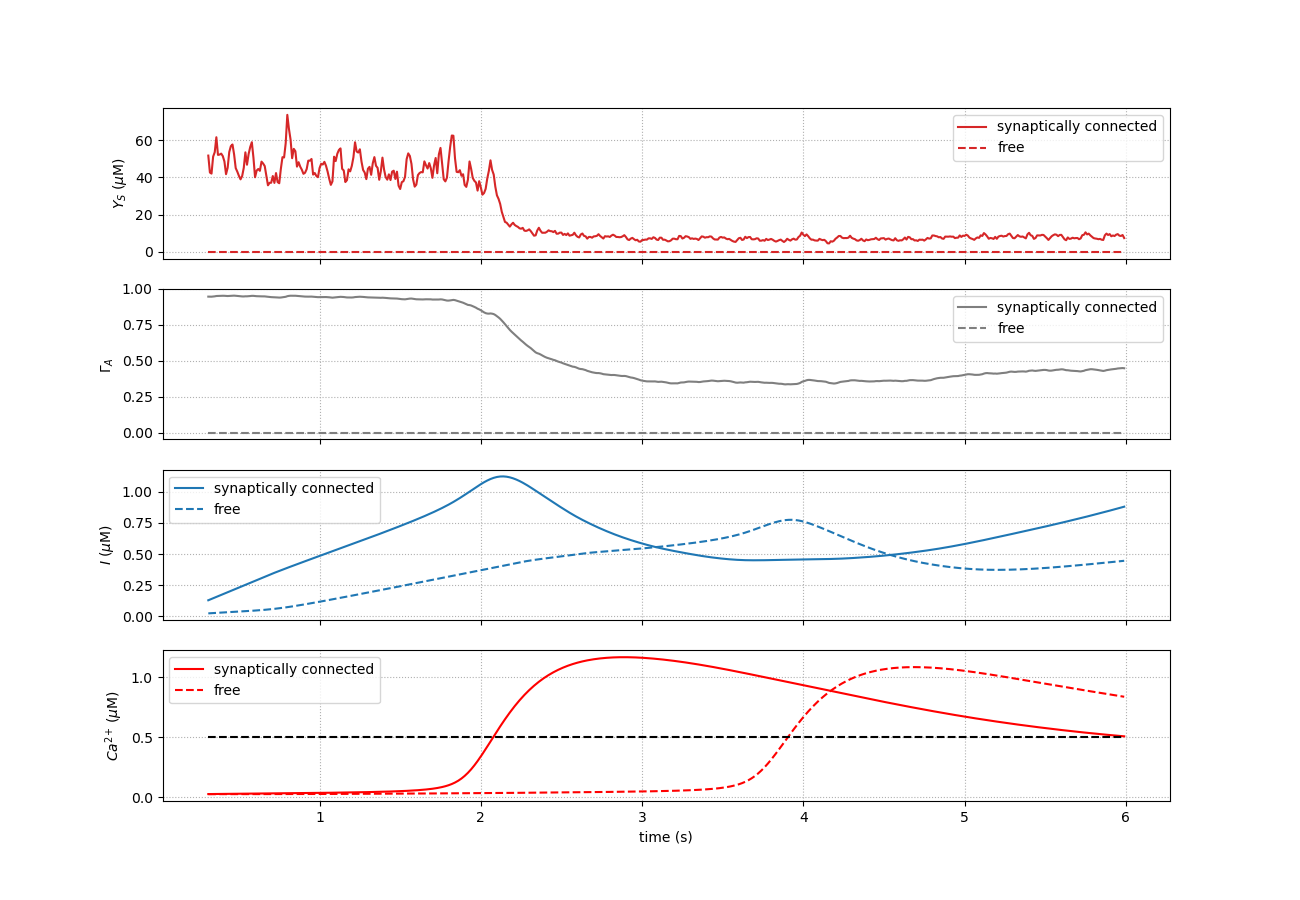 Y_S (μM)
60
40
20
0
synaptically connected
free
Γ_A
1.00
0.75
0.50
0.25
0.00
synaptically connected
free
I (μM)
1.00
0.75
0.50
0.25
0.00
synaptically connected
free
Ca²⁺ (μM)
1.0
0.5
0.0
synaptically connected
free
1 2 3 4 5 6
time (s)